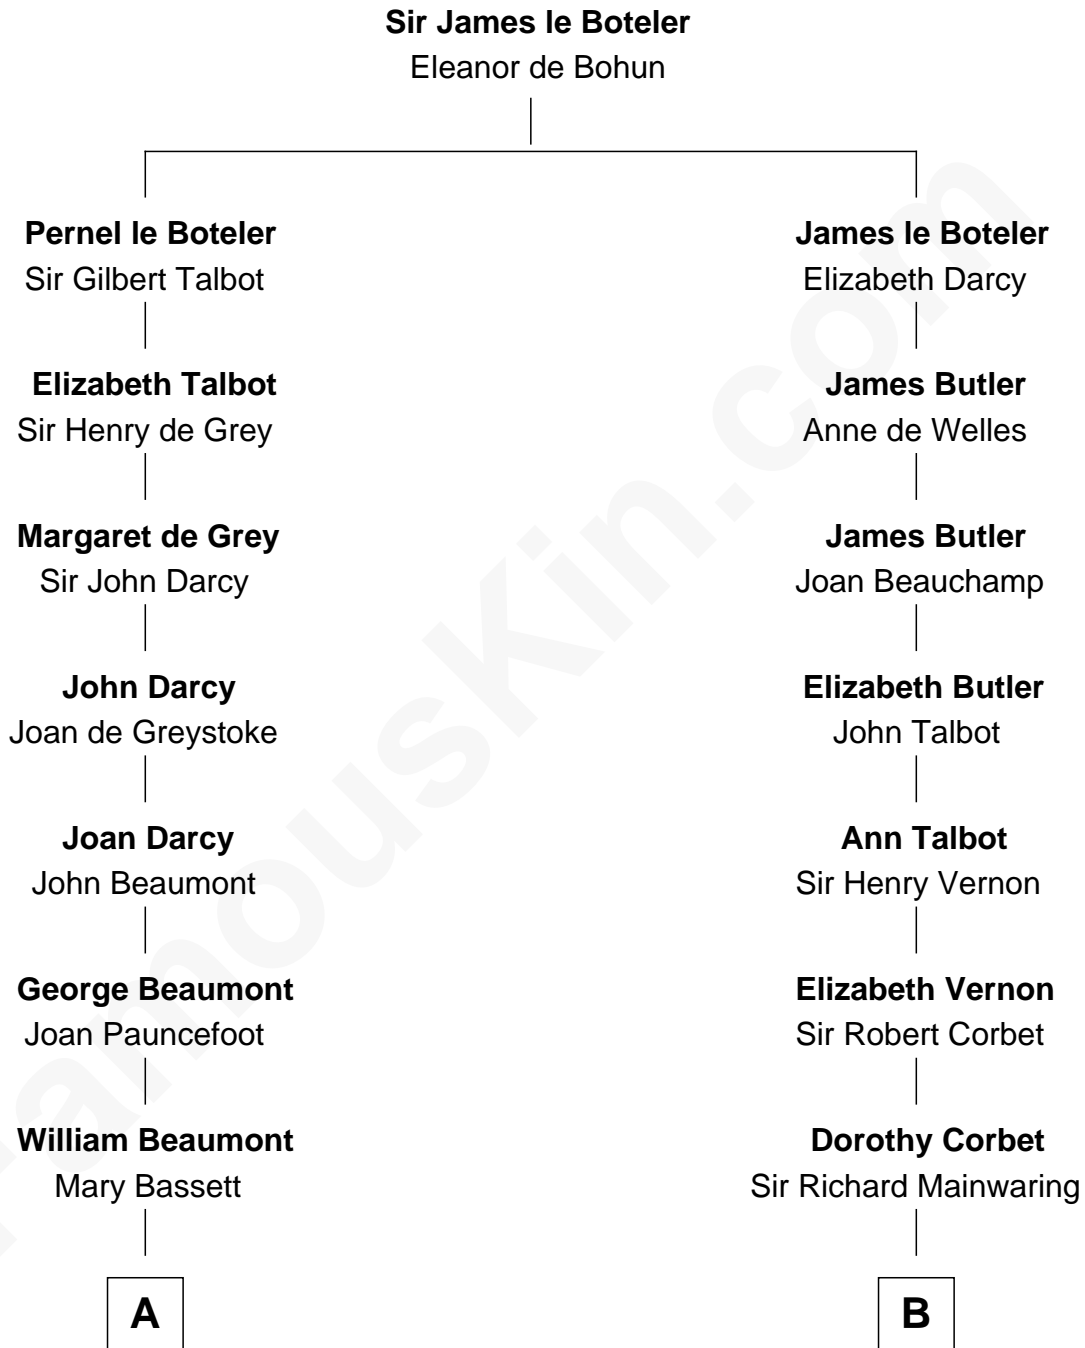 Sir James le Boteler
Eleanor de Bohun
Pernel le Boteler
Sir Gilbert Talbot
James le Boteler
Elizabeth Darcy
Elizabeth Talbot
Sir Henry de Grey
James Butler
Anne de Welles
Margaret de Grey
Sir John Darcy
James Butler
Joan Beauchamp
John Darcy
Joan de Greystoke
Elizabeth Butler
John Talbot
Joan Darcy
John Beaumont
Ann Talbot
Sir Henry Vernon
George Beaumont
Joan Pauncefoot
Elizabeth Vernon
Sir Robert Corbet
William Beaumont
Mary Bassett
Dorothy Corbet
Sir Richard Mainwaring
A
B
FamousKin.com